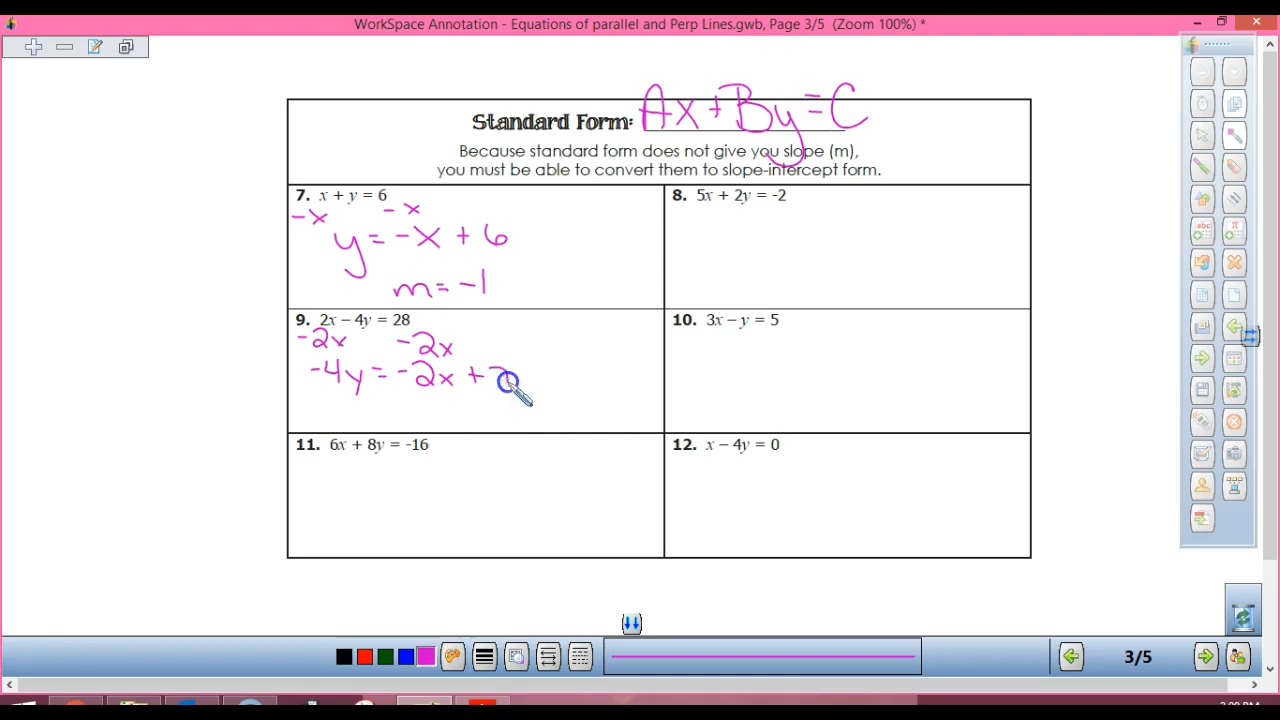 WorkSpace Annotation - Equations of parallel and Perp Lines.gwb, Page 3/5 (Zoom 100%) *
Standard Form: Ax + By = C
Because standard form does not give you slope (m),
you must be able to convert them to slope-intercept form.
7. x + y = 6
-x -x
y = -x + 6
m = -1
8. 5x + 2y = -2
9. 2x – 4y = 28
-2x -2x
-4y = -2x + 2
10. 3x – y = 5
11. 6x + 8y = -16
12. x – 4y = 0
abc
π
3/5